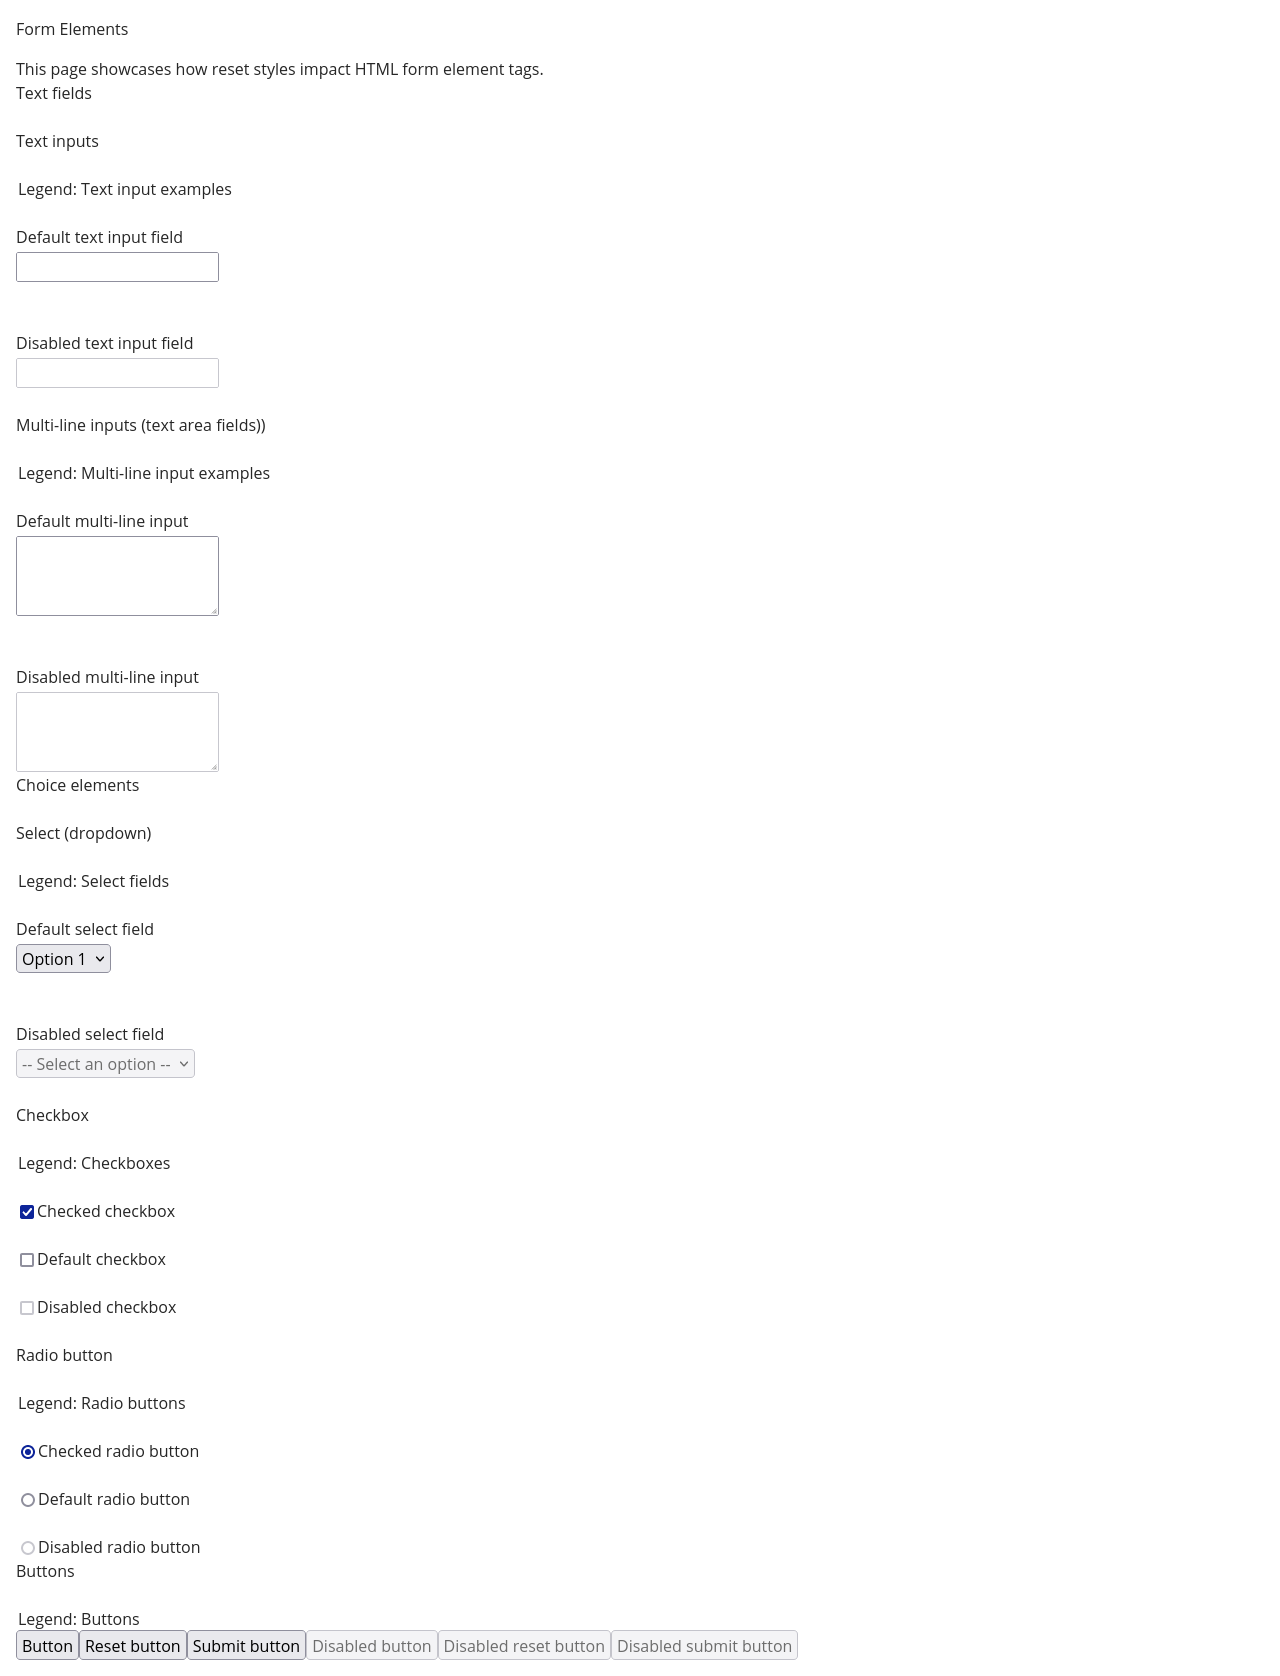 Form Elements
This page showcases how reset styles impact HTML form element tags.
Text fields
Text inputs
Legend: Text input examples
Default text input field
Disabled text input field
Multi-line inputs (text area fields))
Legend: Multi-line input examples
Default multi-line input
Disabled multi-line input
Choice elements
Select (dropdown)
Legend: Select fields
Default select field
Option 1
Disabled select field
-- Select an option --
Checkbox
Legend: Checkboxes
Checked checkbox
Default checkbox
Disabled checkbox
Radio button
Legend: Radio buttons
Checked radio button
Default radio button
Disabled radio button
Buttons
Legend: Buttons
Button Reset button Submit button Disabled button Disabled reset button Disabled submit button